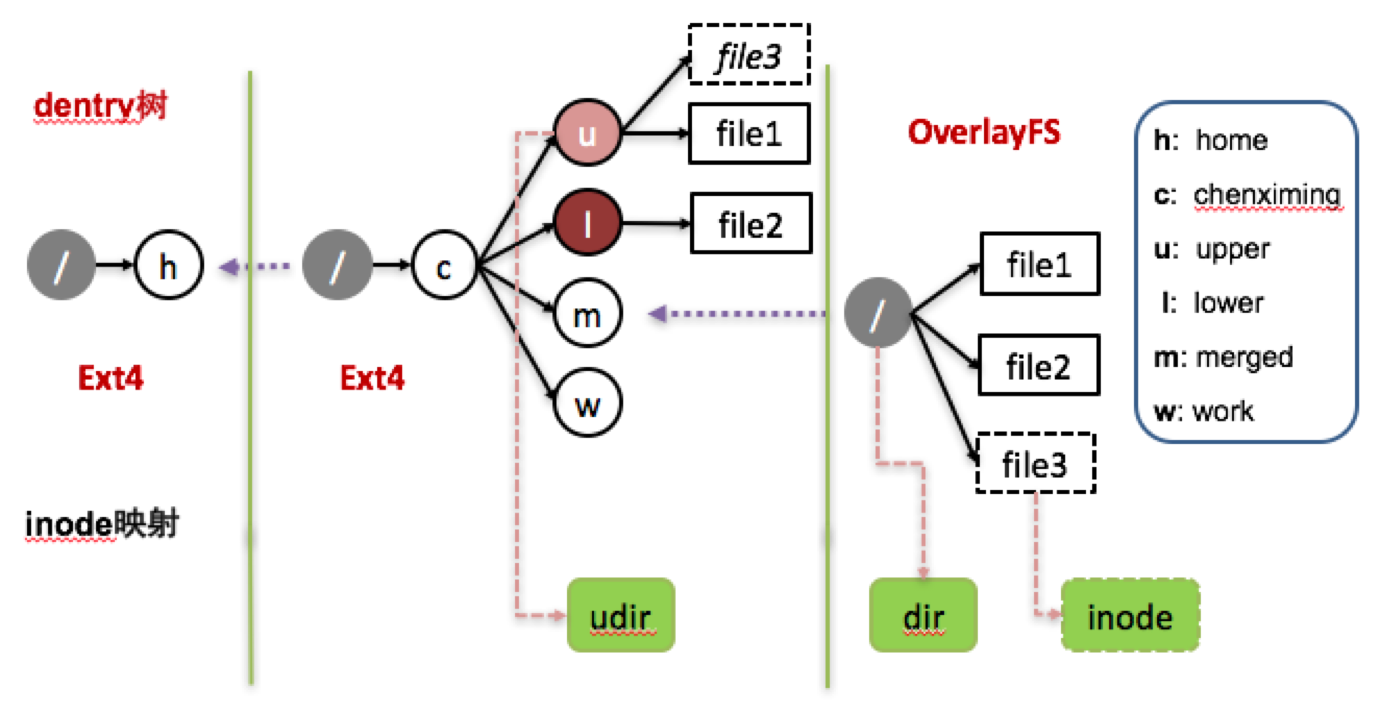 dentry树
file3
u
file1
OverlayFS
l
file2
/
h
/
c
m
w
/
file1
file2
file3
Ext4
Ext4
h: home
c: chenximing
u: upper
l: lower
m: merged
w: work
inode映射
udir
dir
inode